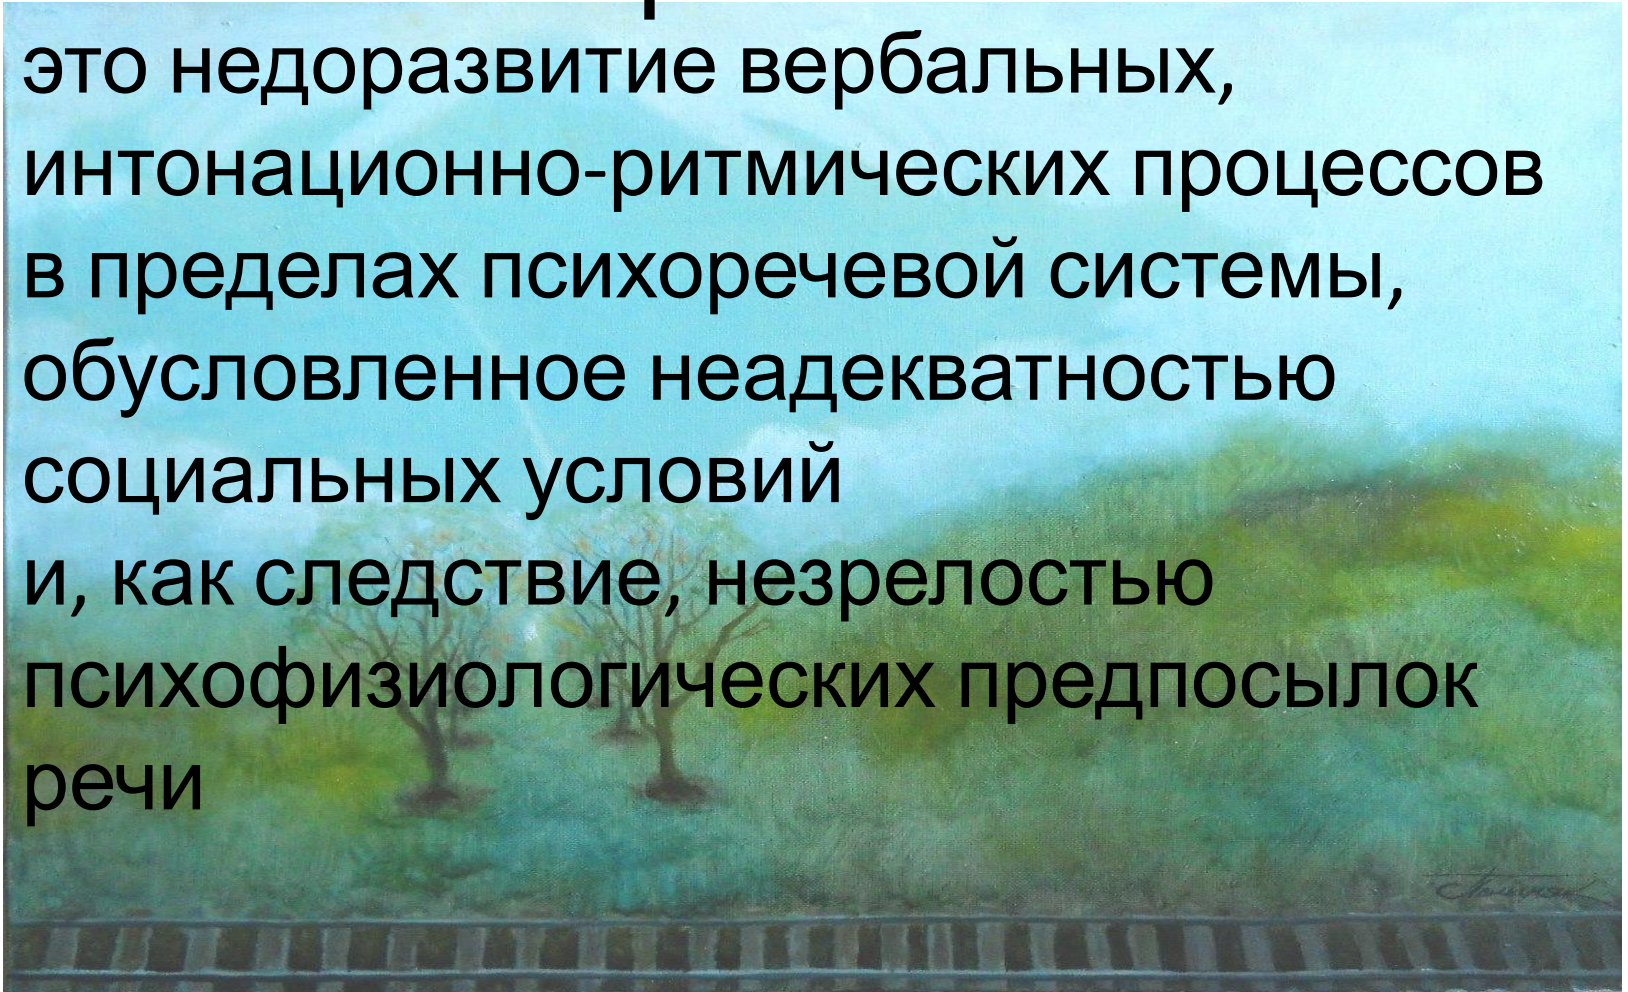 это недоразвитие вербальных,
интонационно-ритмических процессов
в пределах психоречевой системы,
обусловленное неадекватностью
социальных условий
и, как следствие, незрелостью
психофизиологических предпосылок
речи